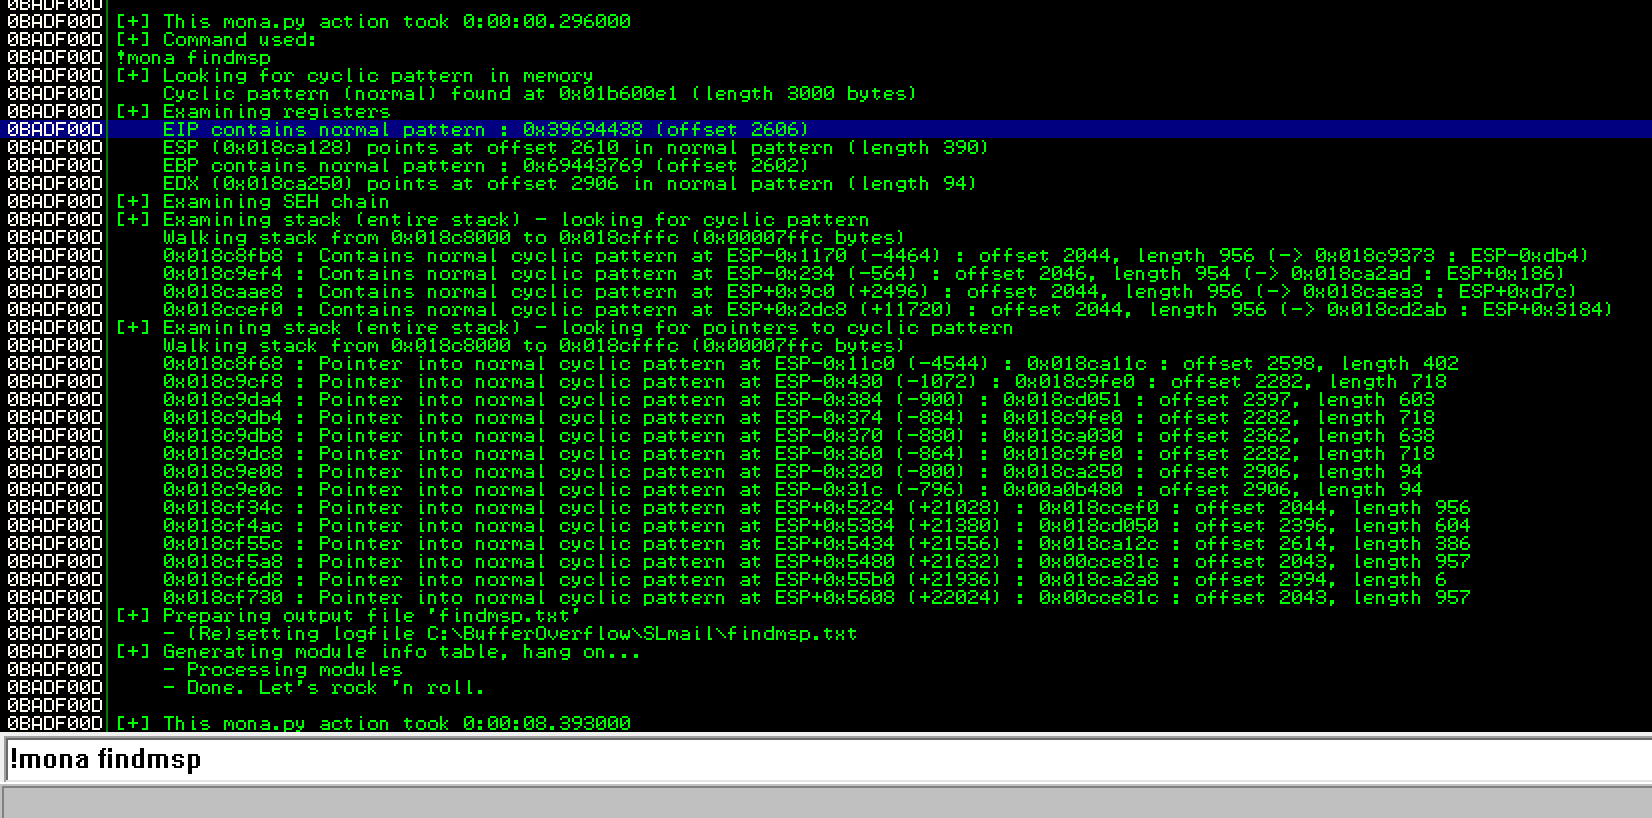 0BADF00D
0BADF00D [+] This mona.py action took 0:00:00.296000
0BADF00D [+] Command used:
0BADF00D !mona findmsp
0BADF00D [+] Looking for cyclic pattern in memory
0BADF00D Cyclic pattern (normal) found at 0x01b600e1 (length 3000 bytes)
0BADF00D [+] Examining registers
0BADF00D EIP contains normal pattern : 0x39694438 (offset 2606)
0BADF00D ESP (0x018ca128) points at offset 2610 in normal pattern (length 390)
0BADF00D EBP contains normal pattern : 0x69443769 (offset 2602)
0BADF00D EDX (0x018ca250) points at offset 2906 in normal pattern (length 94)
0BADF00D [+] Examining SEH chain
0BADF00D [+] Examining stack (entire stack) - looking for cyclic pattern
0BADF00D Walking stack from 0x018c8000 to 0x018cfffc (0x00007ffc bytes)
0BADF00D 0x018c8fb8 : Contains normal cyclic pattern at ESP-0x1170 (-4464) : offset 2044, length 956 (-> 0x018c9373 : ESP-0xdb4)
0BADF00D 0x018c9ef4 : Contains normal cyclic pattern at ESP-0x234 (-564) : offset 2046, length 954 (-> 0x018ca2ad : ESP+0x186)
0BADF00D 0x018caae8 : Contains normal cyclic pattern at ESP+0x9c0 (+2496) : offset 2044, length 956 (-> 0x018caea3 : ESP+0xd7c)
0BADF00D 0x018ccef0 : Contains normal cyclic pattern at ESP+0x2dc8 (+11720) : offset 2044, length 956 (-> 0x018cd2ab : ESP+0x3184)
0BADF00D [+] Examining stack (entire stack) - looking for pointers to cyclic pattern
0BADF00D Walking stack from 0x018c8000 to 0x018cfffc (0x00007ffc bytes)
0BADF00D 0x018c8f68 : Pointer into normal cyclic pattern at ESP-0x11c0 (-4544) : 0x018ca11c : offset 2598, length 402
0BADF00D 0x018c9cf8 : Pointer into normal cyclic pattern at ESP-0x430 (-1072) : 0x018c9fe0 : offset 2282, length 718
0BADF00D 0x018c9da4 : Pointer into normal cyclic pattern at ESP-0x384 (-900) : 0x018cd051 : offset 2397, length 603
0BADF00D 0x018c9db4 : Pointer into normal cyclic pattern at ESP-0x374 (-884) : 0x018c9fe0 : offset 2282, length 718
0BADF00D 0x018c9db8 : Pointer into normal cyclic pattern at ESP-0x370 (-880) : 0x018ca030 : offset 2362, length 638
0BADF00D 0x018c9dc8 : Pointer into normal cyclic pattern at ESP-0x360 (-864) : 0x018c9fe0 : offset 2282, length 718
0BADF00D 0x018c9e08 : Pointer into normal cyclic pattern at ESP-0x320 (-800) : 0x018ca250 : offset 2906, length 94
0BADF00D 0x018c9e0c : Pointer into normal cyclic pattern at ESP-0x31c (-796) : 0x00a0b480 : offset 2906, length 94
0BADF00D 0x018cf34c : Pointer into normal cyclic pattern at ESP+0x5224 (+21028) : 0x018ccef0 : offset 2044, length 956
0BADF00D 0x018cf4ac : Pointer into normal cyclic pattern at ESP+0x5384 (+21380) : 0x018cd050 : offset 2396, length 604
0BADF00D 0x018cf55c : Pointer into normal cyclic pattern at ESP+0x5434 (+21556) : 0x018ca12c : offset 2614, length 386
0BADF00D 0x018cf5a8 : Pointer into normal cyclic pattern at ESP+0x5480 (+21632) : 0x00cce81c : offset 2043, length 957
0BADF00D 0x018cf6d8 : Pointer into normal cyclic pattern at ESP+0x55b0 (+21936) : 0x018ca2a8 : offset 2994, length 6
0BADF00D 0x018cf730 : Pointer into normal cyclic pattern at ESP+0x5608 (+22024) : 0x00cce81c : offset 2043, length 957
0BADF00D [+] Preparing output file 'findmsp.txt'
0BADF00D - (Re)setting logfile C:\BufferOverflow\SLmail\findmsp.txt
0BADF00D [+] Generating module info table, hang on...
0BADF00D - Processing modules
0BADF00D - Done. Let's rock 'n roll.
0BADF00D
0BADF00D [+] This mona.py action took 0:00:08.393000
!mona findmsp